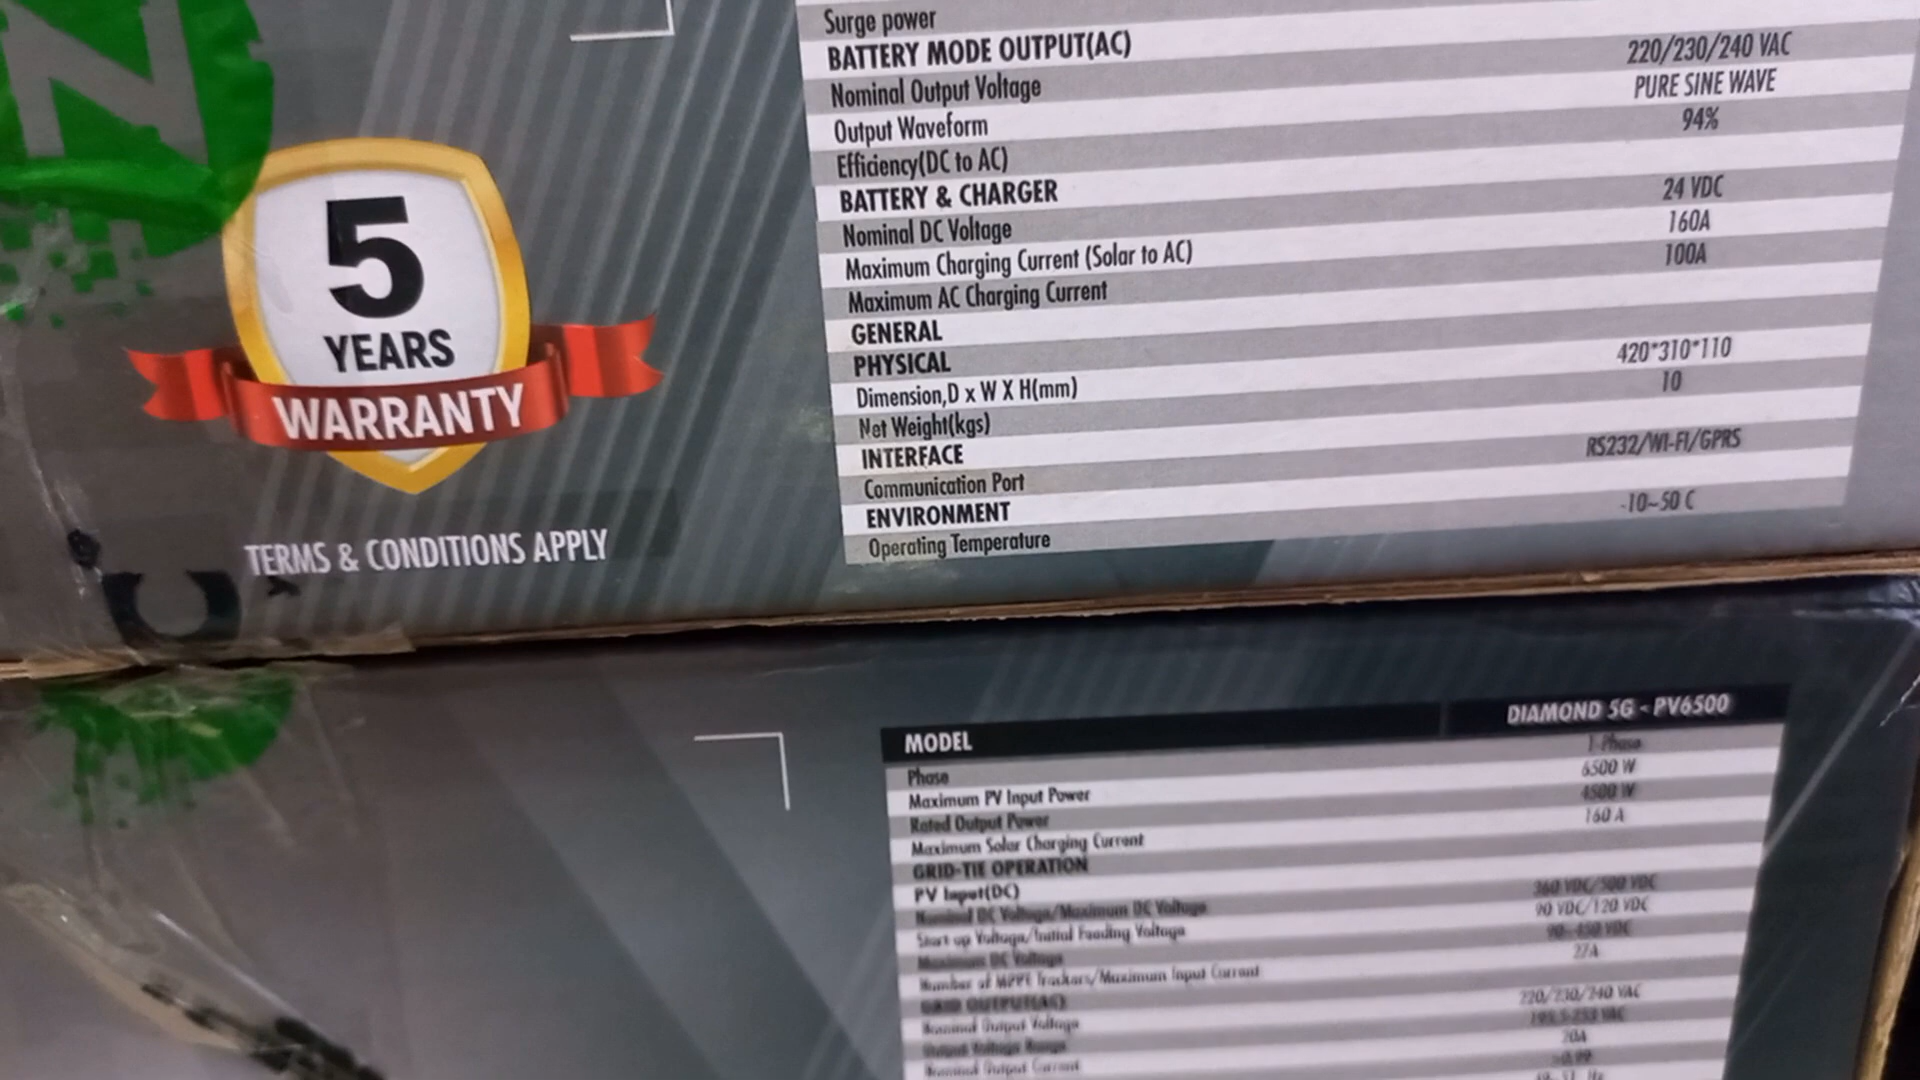 N
5
YEARS
WARRANTY
TERMS & CONDITIONS APPLY
Surge power
BATTERY MODE OUTPUT(AC)
Nominal Output Voltage 220/230/240 VAC
Output Waveform PURE SINE WAVE
Efficiency(DC to AC) 94%
BATTERY & CHARGER
Nominal DC Voltage 24 VDC
Maximum Charging Current (Solar to AC) 160A
Maximum AC Charging Current 100A
GENERAL
PHYSICAL
Dimension,D x W X H(mm) 420*310*110
Net Weight(kgs) 10
INTERFACE
Communication Port RS232/WI-FI/GPRS
ENVIRONMENT
Operating Temperature -10~50 C
MODEL DIAMOND 5G - PV6500
Phase 1-Phase
Maximum PV Input Power 6500 W
Rated Output Power 4500 W
Maximum Solar Charging Current 160 A
GRID-TIE OPERATION
PV Input(DC)
Nominal DC Voltage/Maximum DC Voltage 360 VDC/500 VDC
Start up Voltage/Initial Feeding Voltage 90 VDC/120 VDC
Maximum DC Voltage
Number of MPPT Trackers/Maximum Input Current 27A
GRID OUTPUT(AC)
Nominal Output Voltage 220/230/240 VAC
Output Voltage Range
Nominal Output Current 20A